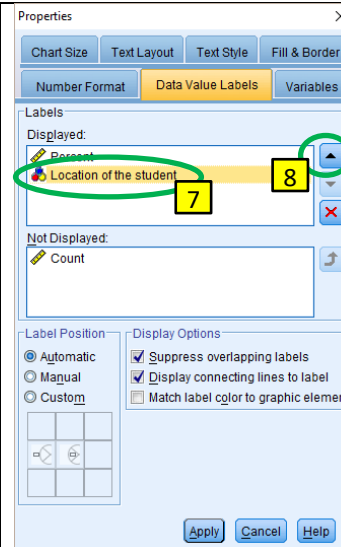 Properties
Chart Size Text Layout Text Style Fill & Border
Number Format Data Value Labels Variables
Labels
Displayed:
Percent
Location of the student
7
8
Not Displayed:
Count
Label Position
Automatic
Manual
Custom
Display Options
Suppress overlapping labels
Display connecting lines to label
Match label color to graphic elemen
Apply Cancel Help